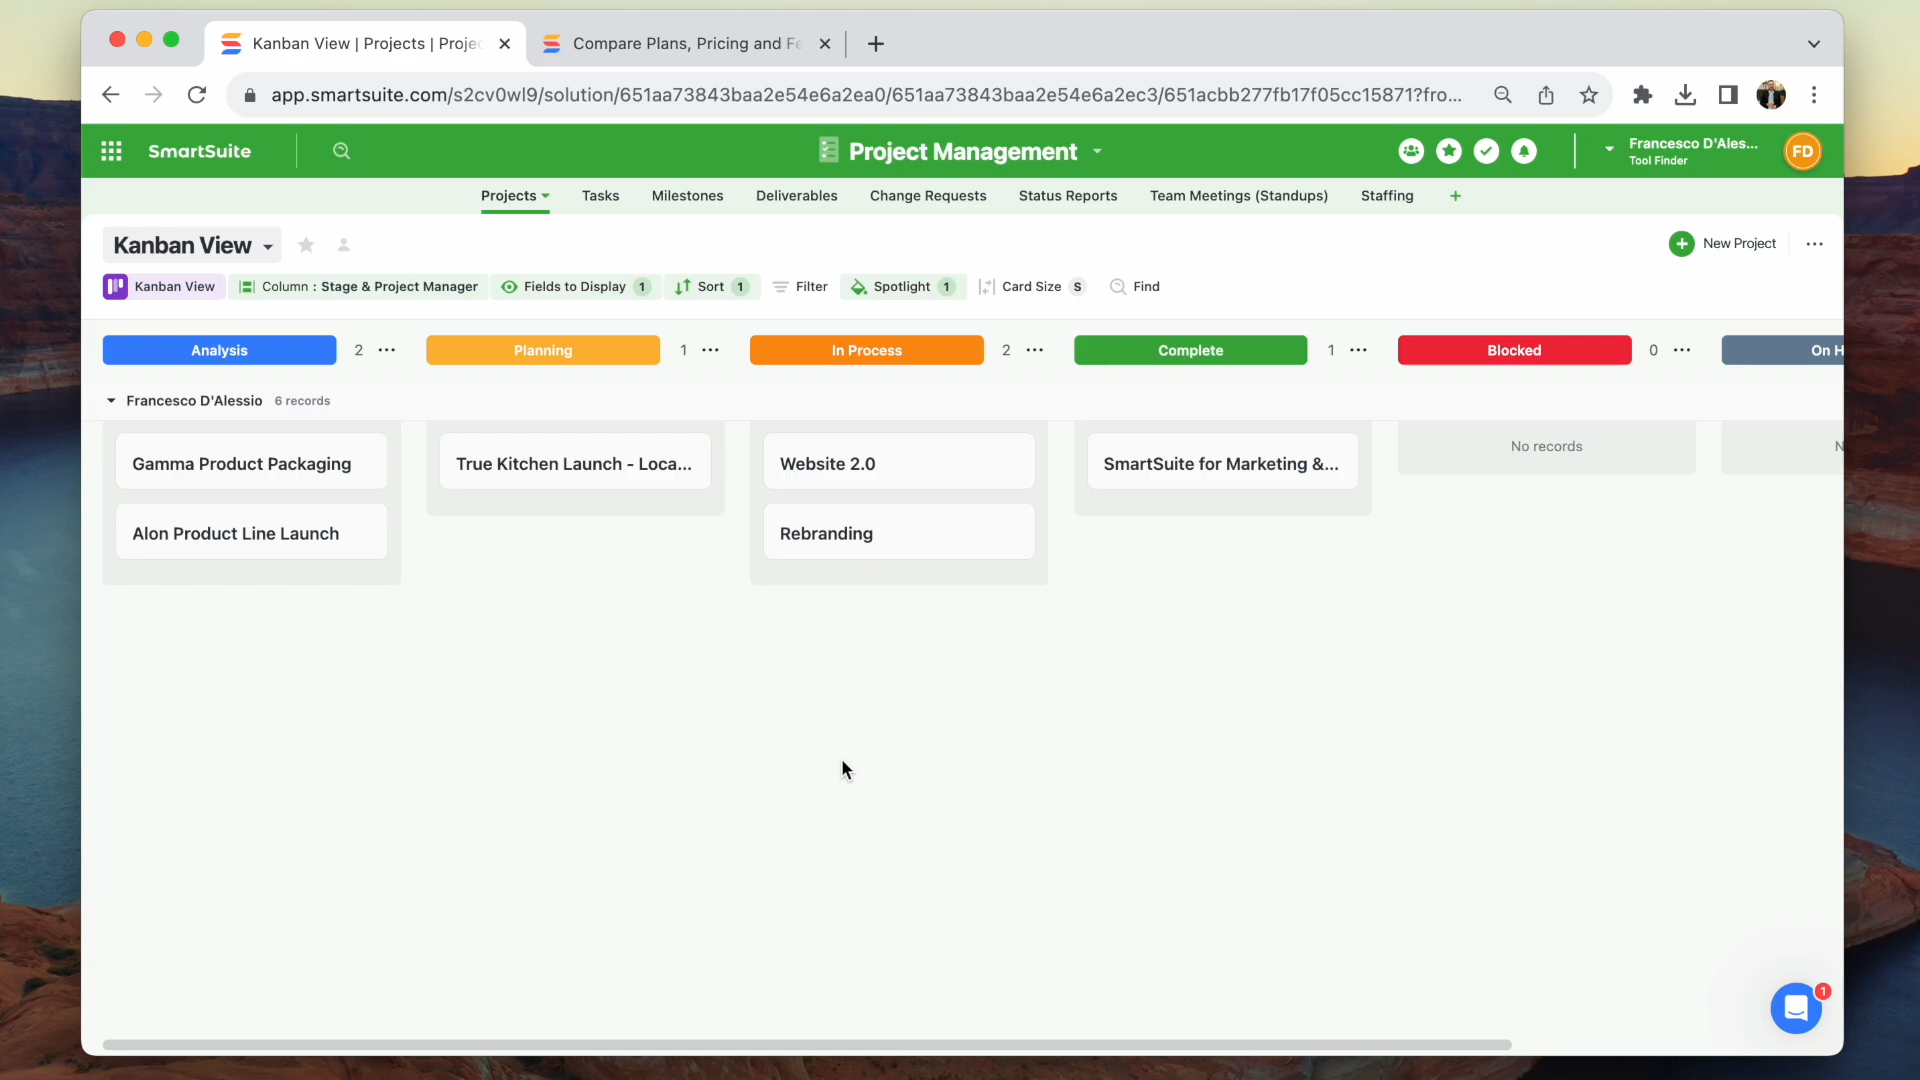 Kanban View | Projects | Proje
Compare Plans, Pricing and Fe
app.smartsuite.com/s2cv0wl9/solution/651aa73843baa2e54e6a2ea0/651aa73843baa2e54e6a2ec3/651acbb277fb17f05cc15871?fro...
SmartSuite
Project Management
Francesco D'Ales...
Tool Finder
FD
Projects Tasks Milestones Deliverables Change Requests Status Reports Team Meetings (Standups) Staffing +
Kanban View
New Project
Kanban View Column : Stage & Project Manager Fields to Display 1 Sort 1 Filter Spotlight 1 Card Size S Find
Analysis 2 Planning 1 In Process 2 Complete 1 Blocked 0 On H
Francesco D'Alessio 6 records
Gamma Product Packaging True Kitchen Launch - Loca... Website 2.0 SmartSuite for Marketing &... No records N
Alon Product Line Launch Rebranding
1